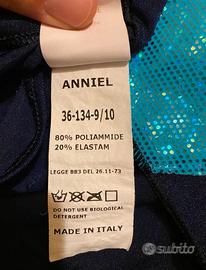 ANNIEL
36-134-9/10
80% POLIAMMIDE
20% ELASTAM
LEGGE BB3 DEL 26.11-73
DO NOT USE BIOLOGICAL
DETERGENT
MADE IN ITALY
subito